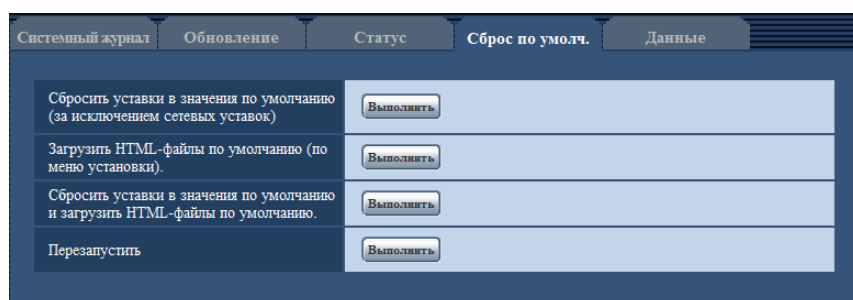 Системный журнал Обновление Статус Сброс по умолч. Данные
Сбросить уставки в значения по умолчанию
(за исключением сетевых уставок)
Выполнить
Загрузить HTML-файлы по умолчанию (по
меню установки).
Выполнить
Сбросить уставки в значения по умолчанию
и загрузить HTML-файлы по умолчанию.
Выполнить
Перезапустить
Выполнить